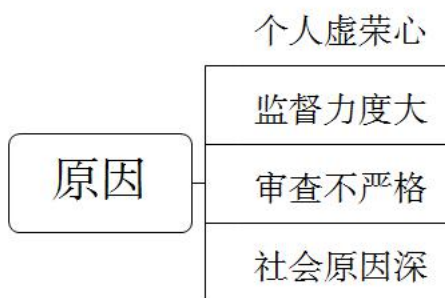 个人虚荣心
监督力度大
原因
审查不严格
社会原因深